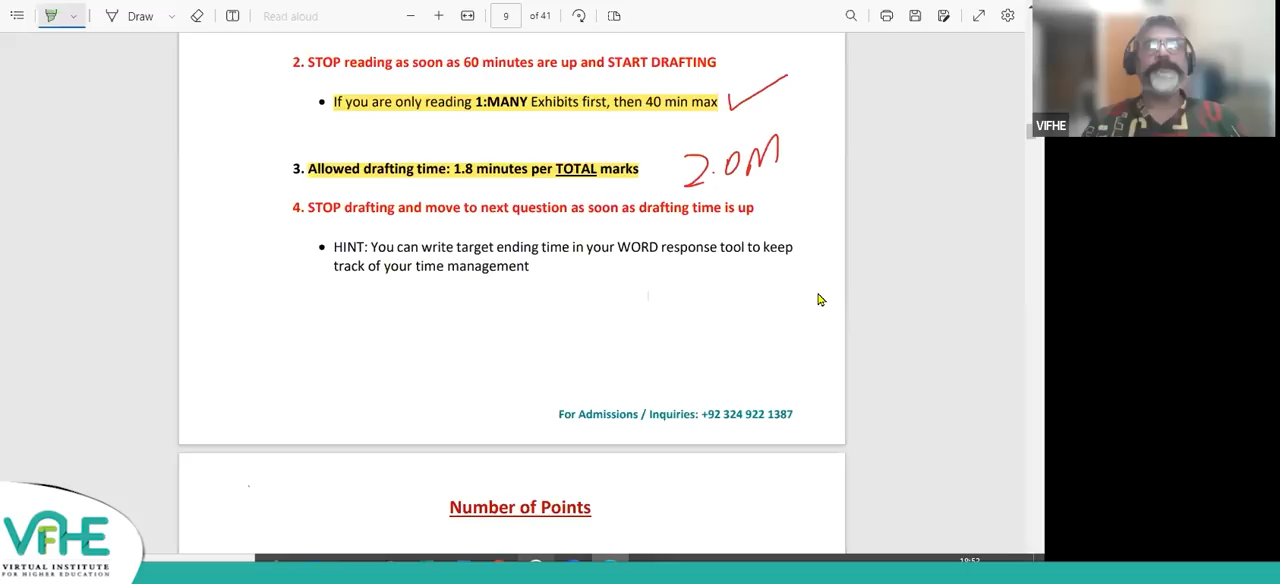 Draw
Read aloud
9 of 41
2. STOP reading as soon as 60 minutes are up and START DRAFTING
• If you are only reading 1:MANY Exhibits first, then 40 min max
3. Allowed drafting time: 1.8 minutes per TOTAL marks
2.0M
4. STOP drafting and move to next question as soon as drafting time is up
• HINT: You can write target ending time in your WORD response tool to keep
track of your time management
For Admissions / Inquiries: +92 324 922 1387
Number of Points
VIFHE
VIFHE
VIRTUAL INSTITUTE
FOR HIGHER EDUCATION